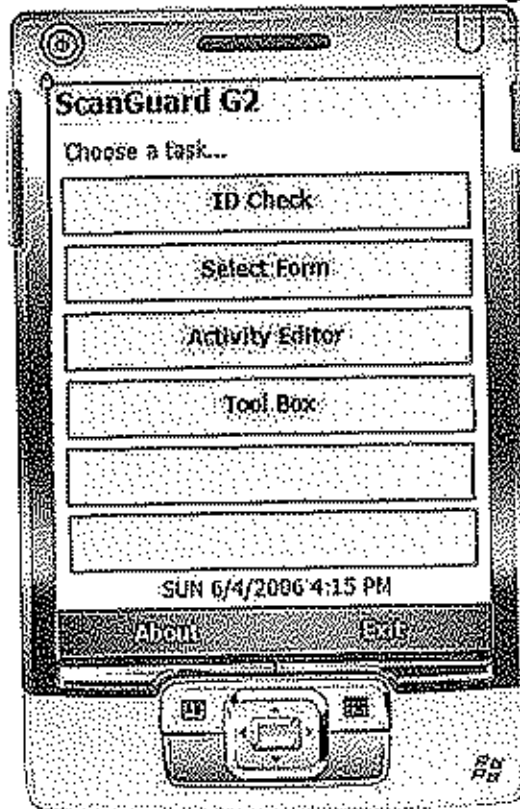 ScanGuard G2
Choose a task...
ID Check
Select Form
Activity Editor
Tool Box
SUN 6/4/2006 4:15 PM
About
Exit